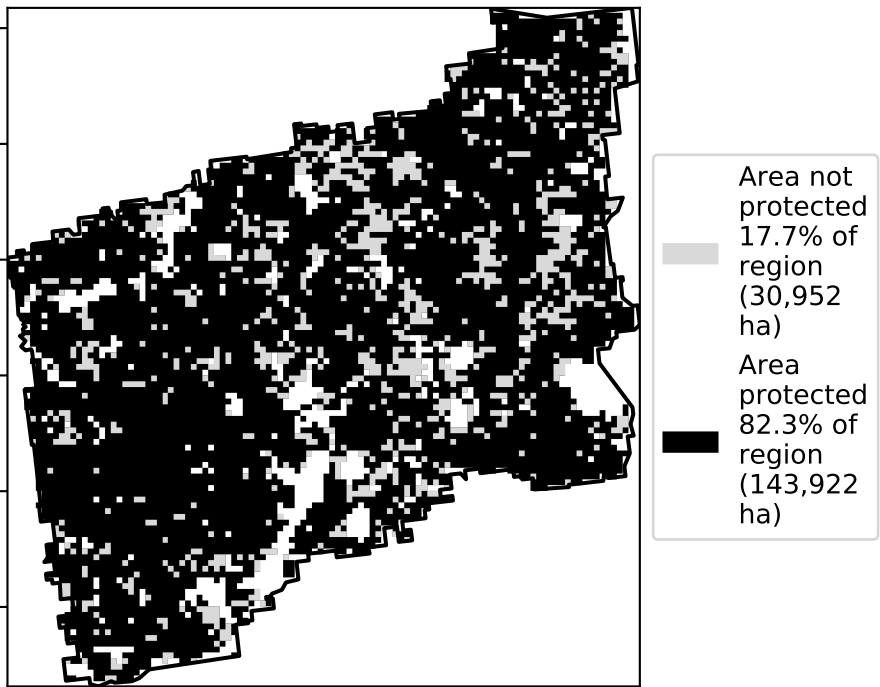 Area not
protected
17.7% of
region
(30,952
ha)
Area
protected
82.3% of
region
(143,922
ha)